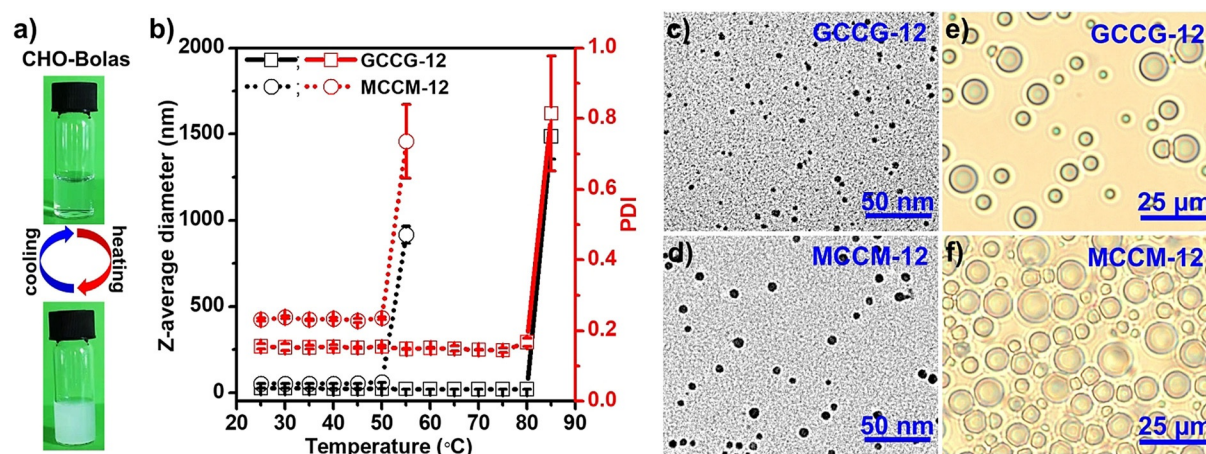 a)
CHO-Bolas
cooling
heating
b)
Z-average diameter (nm)
2000
1500
1000
500
0
GCCG-12
MCCM-12
1.0
0.8
0.6
0.4
0.2
0.0
PDI
20 30 40 50 60 70 80 90
Temperature (°C)
c)
GCCG-12
50 nm
d)
MCCM-12
50 nm
e)
GCCG-12
25 µm
f)
MCCM-12
25 µm